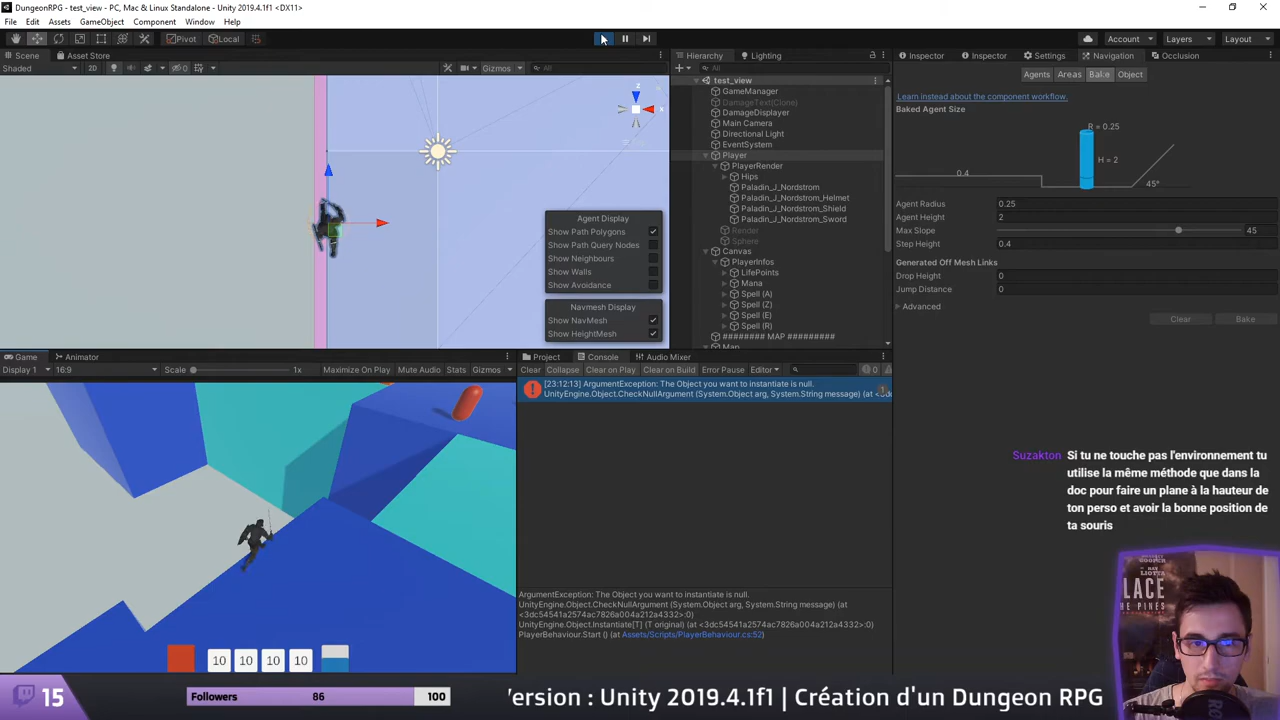 DungeonRPG - test_view - PC, Mac & Linux Standalone - Unity 2019.4.1f1 <DX11>
File Edit Assets GameObject Component Window Help
Pivot Local Account Layers Layout
Scene Asset Store
Shaded 2D 0 Gizmos All
z
x
Agent Display
Show Path Polygons
Show Path Query Nodes
Show Neighbours
Show Walls
Show Avoidance
Navmesh Display
Show NavMesh
Show HeightMesh
Hierarchy Lighting
All
test_view
GameManager
DamageText(Clone)
DamageDisplayer
Main Camera
Directional Light
EventSystem
Player
PlayerRender
Hips
Paladin_J_Nordstrom
Paladin_J_Nordstrom_Helmet
Paladin_J_Nordstrom_Shield
Paladin_J_Nordstrom_Sword
Render
Sphere
Canvas
PlayerInfos
LifePoints
Mana
Spell (A)
Spell (Z)
Spell (E)
Spell (R)
######## MAP #########
Map
Inspector Inspector Settings Navigation Occlusion
Agents Areas Bake Object
Learn instead about the component workflow.
Baked Agent Size
R = 0.25
H = 2
0.4
45°
Agent Radius 0.25
Agent Height 2
Max Slope 45
Step Height 0.4
Generated Off Mesh Links
Drop Height 0
Jump Distance 0
Advanced
Clear Bake
Game Animator
Display 1 16:9 Scale 1x Maximize On Play Mute Audio Stats Gizmos
10 10 10 10
Project Console Audio Mixer
Clear Collapse Clear on Play Clear on Build Error Pause Editor 0
[23:12:13] ArgumentException: The Object you want to instantiate is null.
UnityEngine.Object.CheckNullArgument (System.Object arg, System.String message) (at <3dc
1
ArgumentException: The Object you want to instantiate is null.
UnityEngine.Object.CheckNullArgument (System.Object arg, System.String message) (at
<3dc54541a2574c7826a004a212a4332>:0)
UnityEngine.Object.Instantiate[T] (T original) (at <3dc54541a2574c7826a004a212a4332>:0)
PlayerBehaviour.Start () (at Assets/Scripts/PlayerBehaviour.cs:52)
Suzakton Si tu ne touche pas l'environnement tu
utilise la même méthode que dans la
doc pour faire un plane à la hauteur de
ton perso et avoir la bonne position de
ta souris
LACE
THE PINES
15 Followers 86 100 Version : Unity 2019.4.1f1 | Création d'un Dungeon RPG